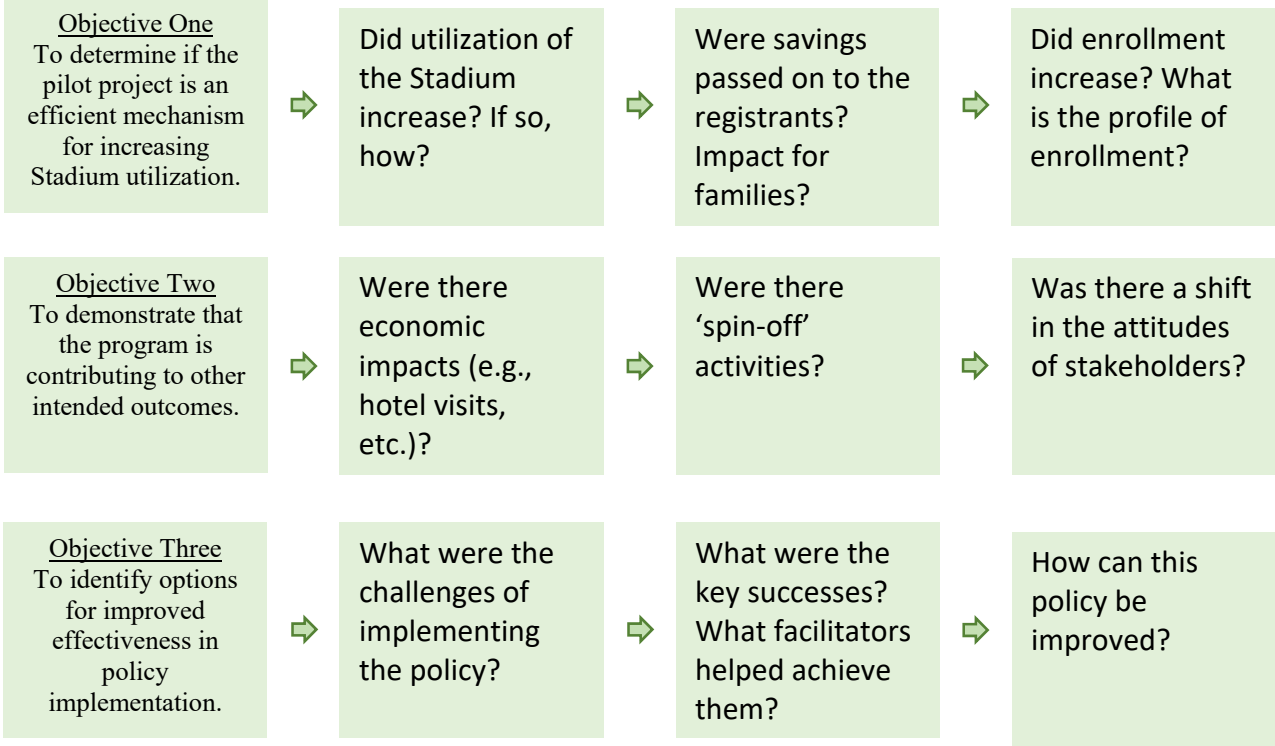 Objective One
To determine if the
pilot project is an
efficient mechanism
for increasing
Stadium utilization.
Did utilization of
the Stadium
increase? If so,
how?
Were savings
passed on to the
registrants?
Impact for
families?
Did enrollment
increase? What
is the profile of
enrollment?
Objective Two
To demonstrate that
the program is
contributing to other
intended outcomes.
Were there
economic
impacts (e.g.,
hotel visits,
etc.)?
Were there
‘spin-off’
activities?
Was there a shift
in the attitudes
of stakeholders?
Objective Three
To identify options
for improved
effectiveness in
policy
implementation.
What were the
challenges of
implementing
the policy?
What were the
key successes?
What facilitators
helped achieve
them?
How can this
policy be
improved?